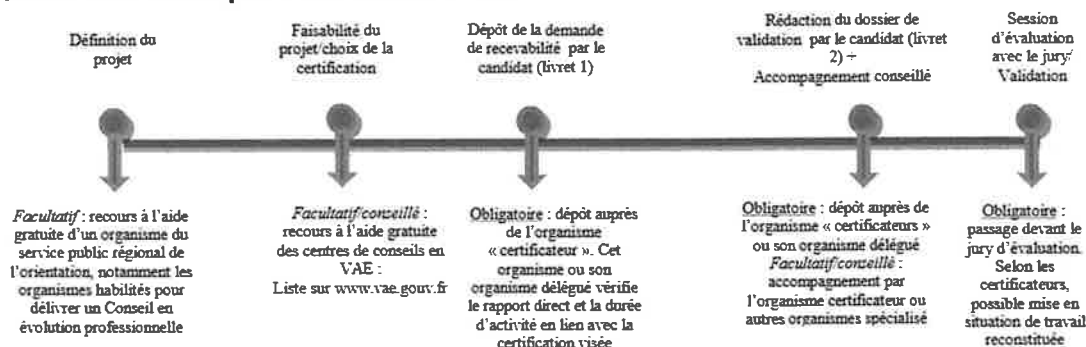 Définition du
projet
Faisabilité du
projet/choix de la
certification
Dépôt de la demande
de recevabilité par le
candidat (livret 1)
Rédaction du dossier de
validation par le candidat (livret
2) +
Accompagnement conseillé
Session
d'évaluation
avec le jury/
Validation
Facultatif : recours à l'aide
gratuite d'un organisme du
service public régional de
l'orientation, notamment les
organismes habilités pour
délivrer un Conseil en
évolution professionnelle
Facultatif/conseillé :
recours à l'aide gratuite
des centres de conseils en
VAE :
Liste sur www.vae.gouv.fr
Obligatoire : dépôt auprès
de l'organisme
« certificateur ». Cet
organisme ou son
organisme délégué vérifie
le rapport direct et la durée
d'activité en lien avec la
certification visée
Obligatoire : dépôt auprès de
l'organisme « certificateurs »
ou son organisme délégué
Facultatif/conseillé :
accompagnement par
l'organisme certificateur ou
autres organismes spécialisé
Obligatoire :
passage devant le
jury d'évaluation.
Selon les
certificateurs,
possible mise en
situation de travail
reconstituée